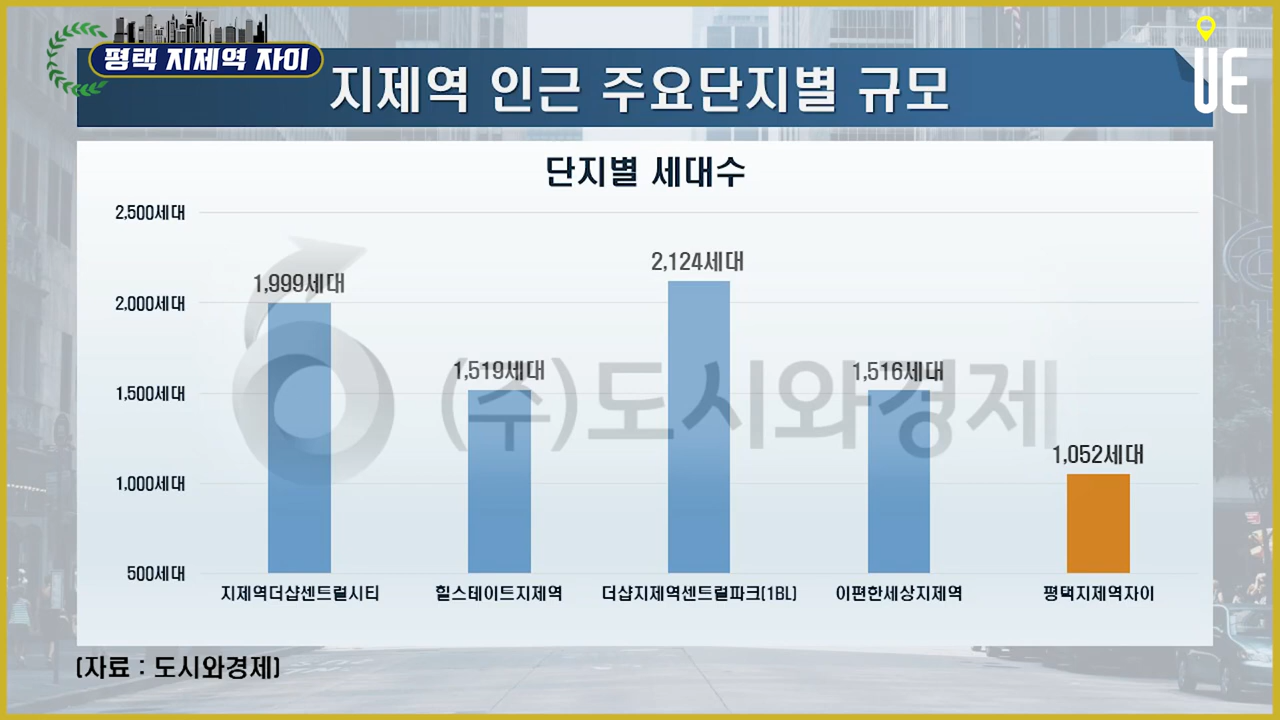 평택 지제역 자이
지제역 인근 주요단지별 규모
UE
단지별 세대수
2,500세대
2,000세대
1,500세대
1,000세대
500세대
1,999세대
1,519세대
2,124세대
1,516세대
1,052세대
(주)도시와경제
지제역더샵센트럴시티
힐스테이트지제역
더샵지제역센트럴파크(1BL)
이편한세상지제역
평택지제역자이
(자료 : 도시와경제)